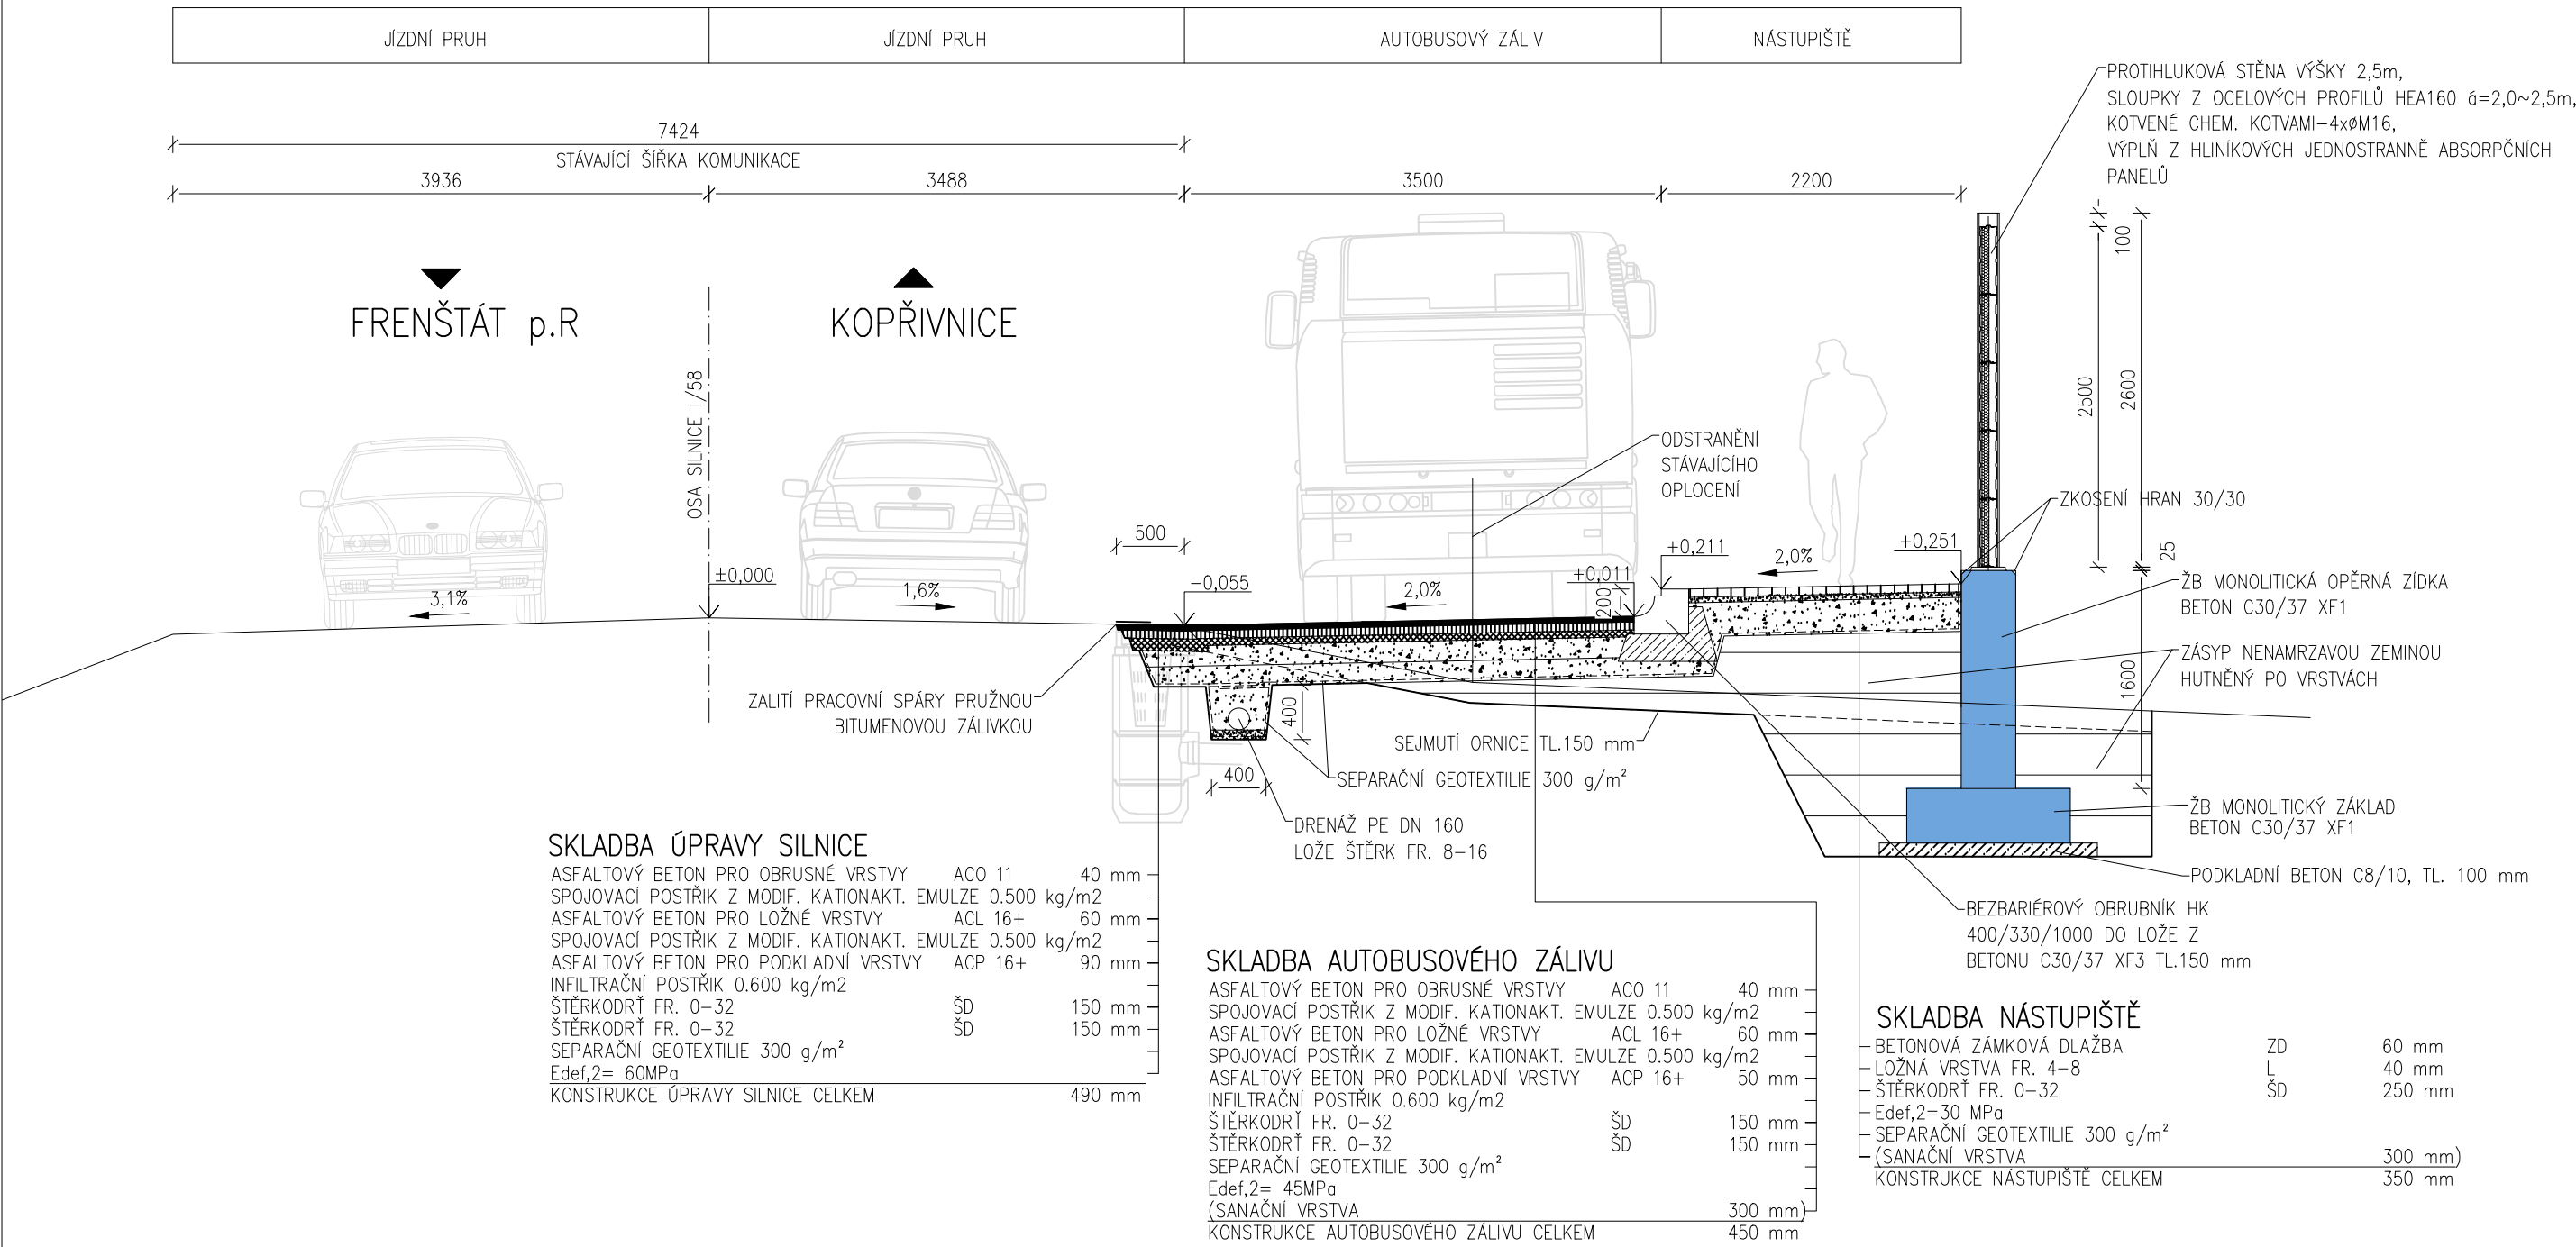 JÍZDNÍ PRUH
JÍZDNÍ PRUH
AUTOBUSOVÝ ZÁLIV
NÁSTUPIŠTĚ
PROTIHLUKOVÁ STĚNA VÝŠKY 2,5m,
SLOUPKY Z OCELOVÝCH PROFILŮ HEA160 á=2,0~2,5m,
KOTVENÉ CHEM. KOTVAMI-4xøM16,
VÝPLŇ Z HLINÍKOVÝCH JEDNOSTRANNĚ ABSORPČNÍCH
PANELŮ
7424
STÁVAJÍCÍ ŠÍŘKA KOMUNIKACE
3936
3488
3500
2200
100
2500
2600
25
1600
FRENŠTÁT p.R
KOPŘIVNICE
OSA SILNICE I/58
ODSTRANĚNÍ
STÁVAJÍCÍHO
OPLOCENÍ
ZKOSENÍ HRAN 30/30
500
±0,000
-0,055
+0,011
+0,211
+0,251
3,1%
1,6%
2,0%
2,0%
200
ŽB MONOLITICKÁ OPĚRNÁ ZÍDKA
BETON C30/37 XF1
ZÁSYP NENAMRZAVOU ZEMINOU
HUTNĚNÝ PO VRSTVÁCH
ZALITÍ PRACOVNÍ SPÁRY PRUŽNOU
BITUMENOVOU ZÁLIVKOU
400
400
SEJMUTÍ ORNICE TL.150 mm
SEPARAČNÍ GEOTEXTILIE 300 g/m²
DRENÁŽ PE DN 160
LOŽE ŠTĚRK FR. 8-16
ŽB MONOLITICKÝ ZÁKLAD
BETON C30/37 XF1
PODKLADNÍ BETON C8/10, TL. 100 mm
BEZBARIÉROVÝ OBRUBNÍK HK
400/330/1000 DO LOŽE Z
BETONU C30/37 XF3 TL.150 mm
SKLADBA ÚPRAVY SILNICE
ASFALTOVÝ BETON PRO OBRUSNÉ VRSTVY ACO 11 40 mm
SPOJOVACÍ POSTŘIK Z MODIF. KATIONAKT. EMULZE 0.500 kg/m2
ASFALTOVÝ BETON PRO LOŽNÉ VRSTVY ACL 16+ 60 mm
SPOJOVACÍ POSTŘIK Z MODIF. KATIONAKT. EMULZE 0.500 kg/m2
ASFALTOVÝ BETON PRO PODKLADNÍ VRSTVY ACP 16+ 90 mm
INFILTRAČNÍ POSTŘIK 0.600 kg/m2
ŠTĚRKODRŤ FR. 0-32 ŠD 150 mm
ŠTĚRKODRŤ FR. 0-32 ŠD 150 mm
SEPARAČNÍ GEOTEXTILIE 300 g/m²
Edef,2= 60MPa
KONSTRUKCE ÚPRAVY SILNICE CELKEM 490 mm
SKLADBA AUTOBUSOVÉHO ZÁLIVU
ASFALTOVÝ BETON PRO OBRUSNÉ VRSTVY ACO 11 40 mm
SPOJOVACÍ POSTŘIK Z MODIF. KATIONAKT. EMULZE 0.500 kg/m2
ASFALTOVÝ BETON PRO LOŽNÉ VRSTVY ACL 16+ 60 mm
SPOJOVACÍ POSTŘIK Z MODIF. KATIONAKT. EMULZE 0.500 kg/m2
ASFALTOVÝ BETON PRO PODKLADNÍ VRSTVY ACP 16+ 50 mm
INFILTRAČNÍ POSTŘIK 0.600 kg/m2
ŠTĚRKODRŤ FR. 0-32 ŠD 150 mm
ŠTĚRKODRŤ FR. 0-32 ŠD 150 mm
SEPARAČNÍ GEOTEXTILIE 300 g/m²
Edef,2= 45MPa
(SANAČNÍ VRSTVA 300 mm)
KONSTRUKCE AUTOBUSOVÉHO ZÁLIVU CELKEM 450 mm
SKLADBA NÁSTUPIŠTĚ
BETONOVÁ ZÁMKOVÁ DLAŽBA ZD 60 mm
LOŽNÁ VRSTVA FR. 4-8 L 40 mm
ŠTĚRKODRŤ FR. 0-32 ŠD 250 mm
Edef,2=30 MPa
SEPARAČNÍ GEOTEXTILIE 300 g/m²
(SANAČNÍ VRSTVA 300 mm)
KONSTRUKCE NÁSTUPIŠTĚ CELKEM 350 mm